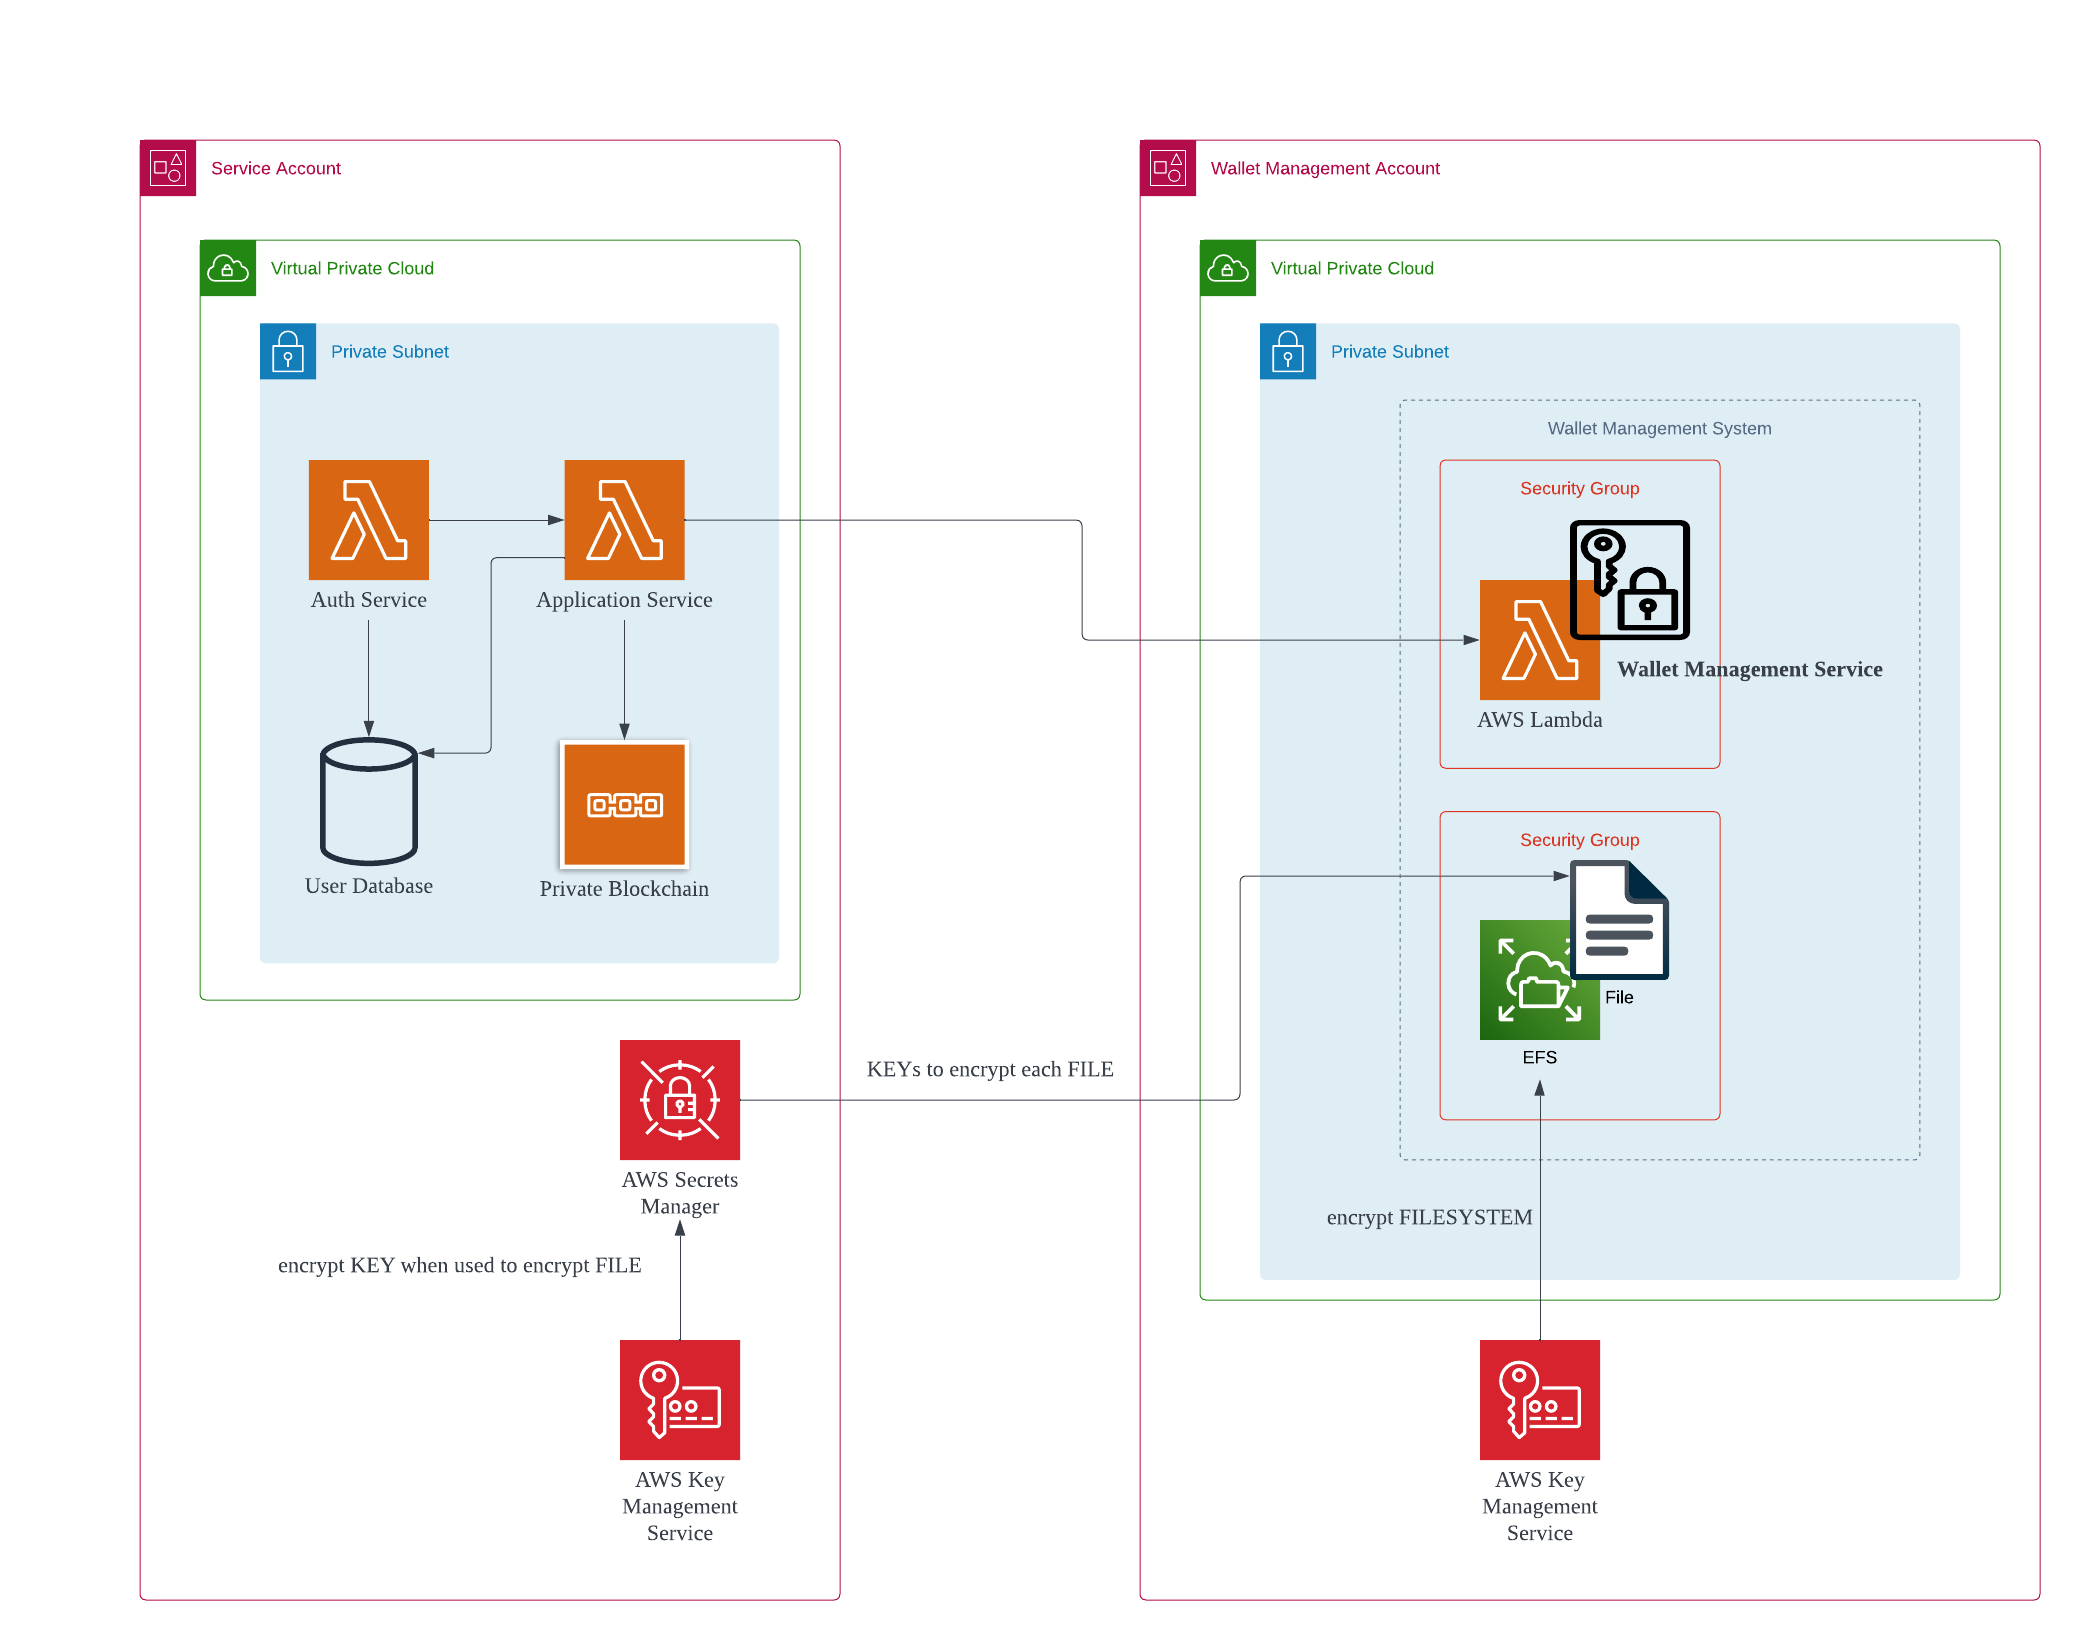 Service Account
Virtual Private Cloud
Private Subnet
Auth Service
Application Service
User Database
Private Blockchain
AWS Secrets
Manager
encrypt KEY when used to encrypt FILE
AWS Key
Management
Service
KEYs to encrypt each FILE
Wallet Management Account
Virtual Private Cloud
Private Subnet
Wallet Management System
Security Group
Wallet Management Service
AWS Lambda
Security Group
File
EFS
encrypt FILESYSTEM
AWS Key
Management
Service